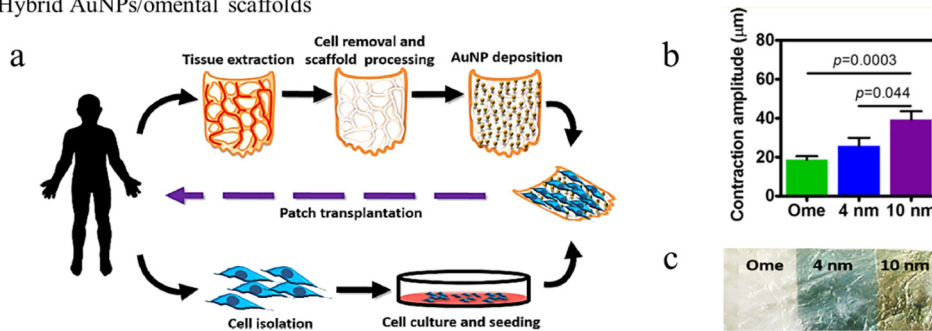 Hybrid AuNPs/omental scaffolds
a
Tissue extraction
Cell removal and
scaffold processing
AuNP deposition
Patch transplantation
Cell isolation
Cell culture and seeding
b
Contraction amplitude (μm)
80
60
40
20
0
p=0.0003
p=0.044
Ome 4 nm 10 nm
c
Ome 4 nm 10 nm